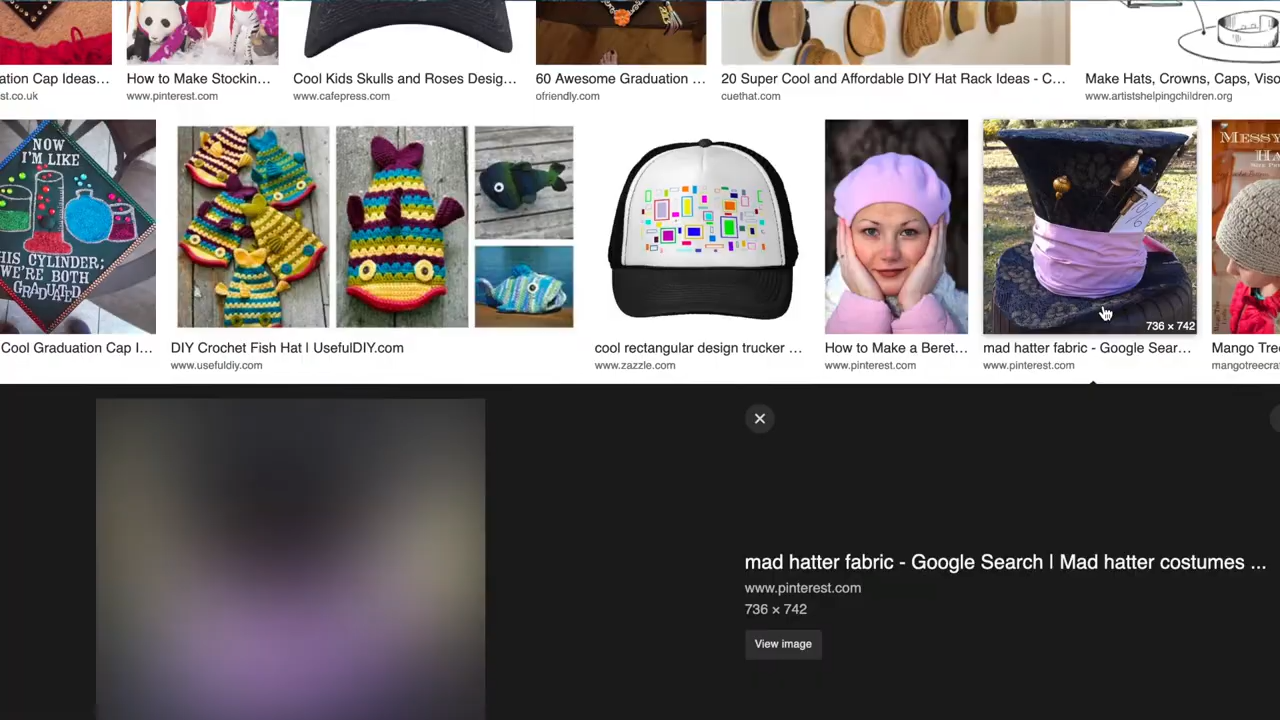 ation Cap Ideas...
st.co.uk
How to Make Stockin...
www.pinterest.com
Cool Kids Skulls and Roses Desig...
www.cafepress.com
60 Awesome Graduation ...
ofriendly.com
20 Super Cool and Affordable DIY Hat Rack Ideas - C...
cuethat.com
Make Hats, Crowns, Caps, Viso
www.artistshelpingchildren.org
NOW
I'M LIKE
HIS CYLINDER;
WE'RE BOTH
GRADUATED.
MESSY
HA
736 × 742
Cool Graduation Cap I...
DIY Crochet Fish Hat | UsefulDIY.com
www.usefuldiy.com
cool rectangular design trucker ...
www.zazzle.com
How to Make a Beret...
www.pinterest.com
mad hatter fabric - Google Sear...
www.pinterest.com
Mango Tre
mangotreecra
mad hatter fabric - Google Search | Mad hatter costumes ...
www.pinterest.com
736 × 742
View image